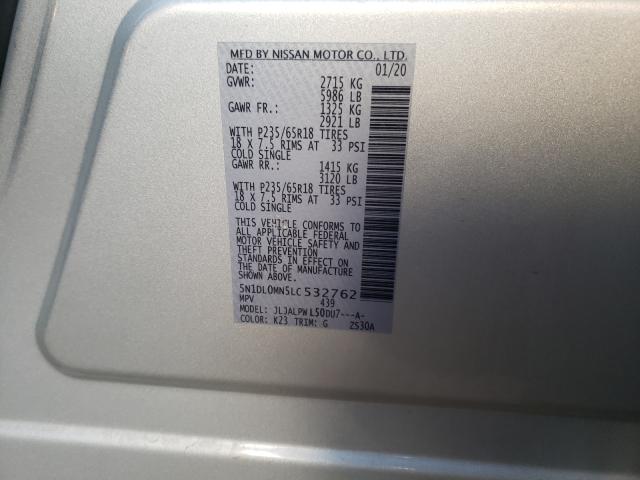 MFD BY NISSAN MOTOR CO., LTD.
DATE: 01/20
GVWR: 2715 KG
5986 LB
GAWR FR.: 1325 KG
2921 LB
WITH P235/65R18 TIRES
18 X 7.5 RIMS AT 33 PSI
COLD SINGLE
GAWR RR.: 1415 KG
3120 LB
WITH P235/65R18 TIRES
18 X 7.5 RIMS AT 33 PSI
COLD SINGLE
THIS VEHICLE CONFORMS TO
ALL APPLICABLE FEDERAL
MOTOR VEHICLE SAFETY AND
THEFT PREVENTION
STANDARDS IN EFFECT ON
THE DATE OF MANUFACTURE
SHOWN ABOVE.
5N1DL0MN5LC532762
MPV 439
MODEL: JLJALPWL50DU7---A-
COLOR: K23 TRIM: G ZS30A